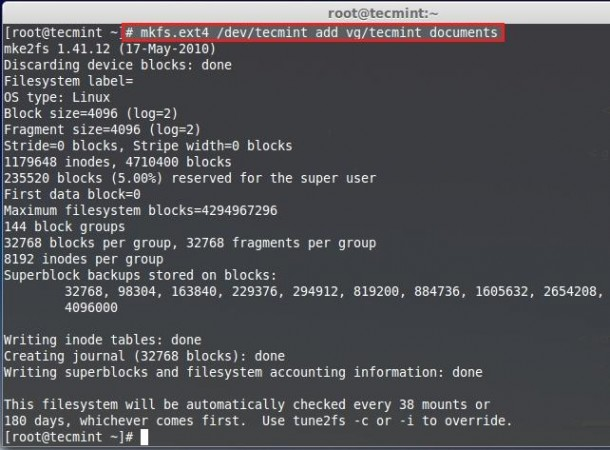 root@tecmint:~
[root@tecmint ~]# mkfs.ext4 /dev/tecmint add vg/tecmint documents
mke2fs 1.41.12 (17-May-2010)
Discarding device blocks: done
Filesystem label=
OS type: Linux
Block size=4096 (log=2)
Fragment size=4096 (log=2)
Stride=0 blocks, Stripe width=0 blocks
1179648 inodes, 4710400 blocks
235520 blocks (5.00%) reserved for the super user
First data block=0
Maximum filesystem blocks=4294967296
144 block groups
32768 blocks per group, 32768 fragments per group
8192 inodes per group
Superblock backups stored on blocks:
32768, 98304, 163840, 229376, 294912, 819200, 884736, 1605632, 2654208,
4096000
Writing inode tables: done
Creating journal (32768 blocks): done
Writing superblocks and filesystem accounting information: done
This filesystem will be automatically checked every 38 mounts or
180 days, whichever comes first.  Use tune2fs -c or -i to override.
[root@tecmint ~]#